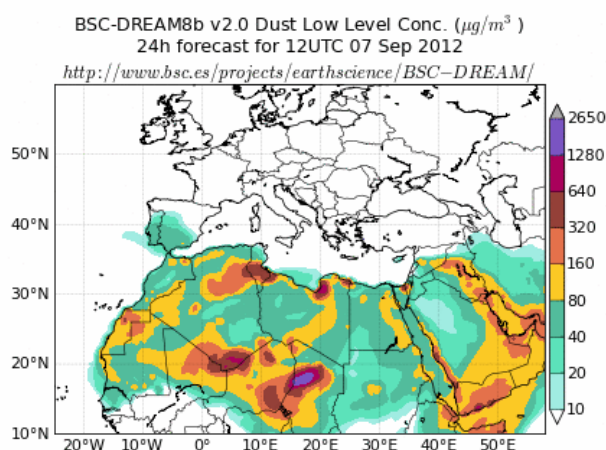 BSC-DREAM8b v2.0 Dust Low Level Conc. (μg/m³ )
24h forecast for 12UTC 07 Sep 2012
http://www.bsc.es/projects/earthscience/BSC−DREAM/
2650
1280
640
320
160
80
40
20
10
50°N
40°N
30°N
20°N
10°N
20°W 10°W 0° 10°E 20°E 30°E 40°E 50°E